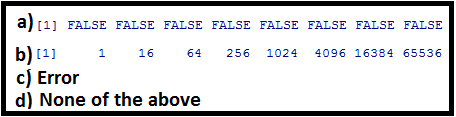 a) [1] FALSE FALSE FALSE FALSE FALSE FALSE FALSE FALSE
b) [1] 1 16 64 256 1024 4096 16384 65536
c) Error
d) None of the above